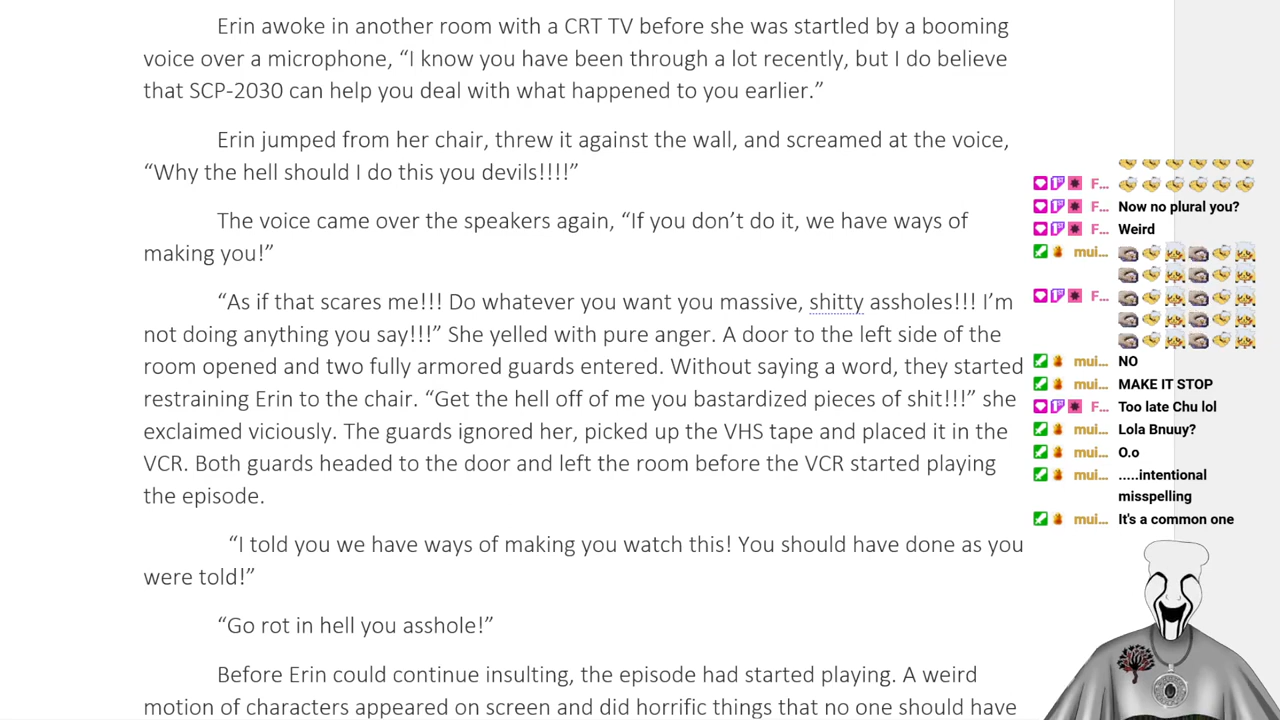 Erin awoke in another room with a CRT TV before she was startled by a booming
voice over a microphone, “I know you have been through a lot recently, but I do believe
that SCP-2030 can help you deal with what happened to you earlier.”
Erin jumped from her chair, threw it against the wall, and screamed at the voice,
“Why the hell should I do this you devils!!!!”
The voice came over the speakers again, “If you don’t do it, we have ways of
making you!”
“As if that scares me!!! Do whatever you want you massive, shitty assholes!!! I’m
not doing anything you say!!!” She yelled with pure anger. A door to the left side of the
room opened and two fully armored guards entered. Without saying a word, they started
restraining Erin to the chair. “Get the hell off of me you bastardized pieces of shit!!!” she
exclaimed viciously. The guards ignored her, picked up the VHS tape and placed it in the
VCR. Both guards headed to the door and left the room before the VCR started playing
the episode.
“I told you we have ways of making you watch this! You should have done as you
were told!”
“Go rot in hell you asshole!”
Before Erin could continue insulting, the episode had started playing. A weird
motion of characters appeared on screen and did horrific things that no one should have
F...
F... Now no plural you?
F... Weird
mui...
F...
mui... NO
mui... MAKE IT STOP
F... Too late Chu lol
mui... Lola Bnuuy?
mui... O.o
mui... .....intentional
misspelling
mui... It's a common one